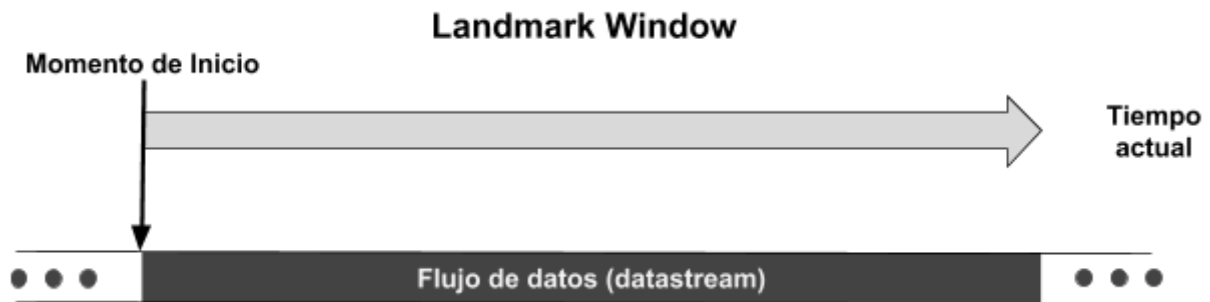 Landmark Window
Momento de Inicio
Tiempo
actual
Flujo de datos (datastream)